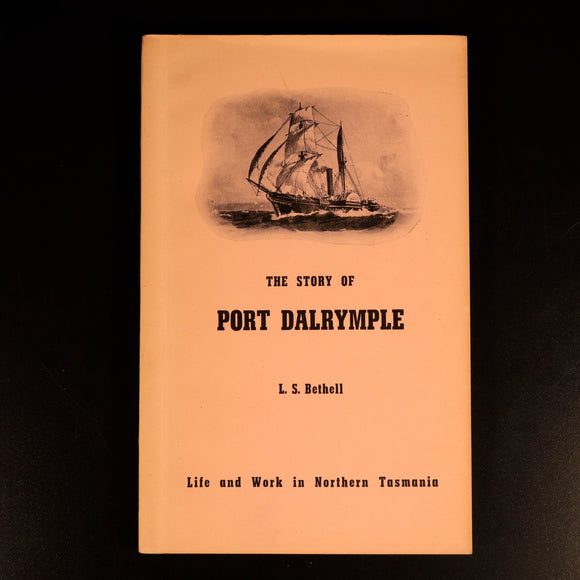 THE STORY OF
PORT DALRYMPLE
L. S. Bethell
Life and Work in Northern Tasmania